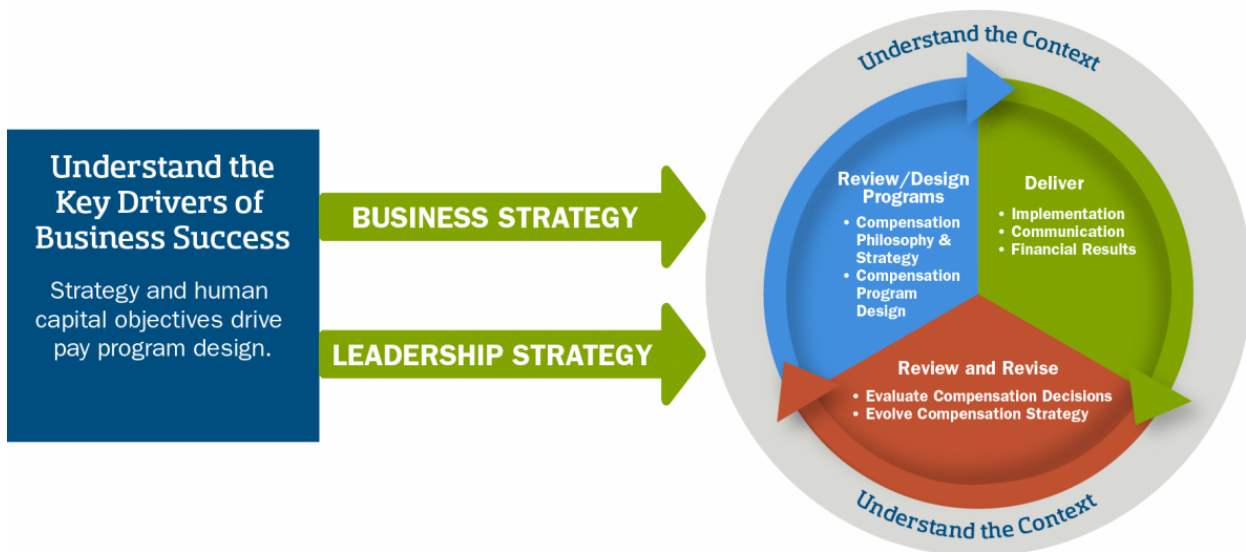 Understand the
Key Drivers of
Business Success
Strategy and human
capital objectives drive
pay program design.
BUSINESS STRATEGY
LEADERSHIP STRATEGY
Understand the Context
Review/Design
Programs
• Compensation
Philosophy &
Strategy
• Compensation
Program
Design
Deliver
• Implementation
• Communication
• Financial Results
Review and Revise
• Evaluate Compensation Decisions
• Evolve Compensation Strategy
Understand the Context